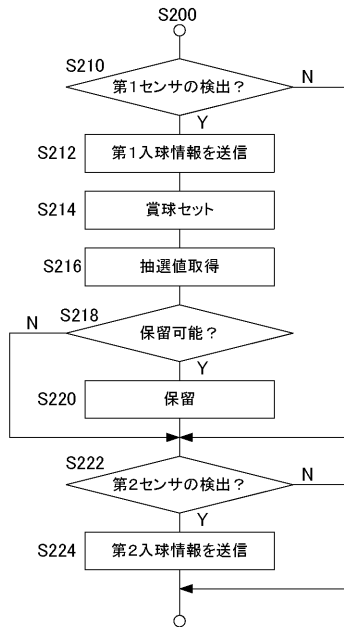 S200
S210
第1センサの検出?
N
Y
S212
第1入球情報を送信
S214
賞球セット
S216
抽選値取得
S218
N
保留可能?
Y
S220
保留
S222
第2センサの検出?
N
Y
S224
第2入球情報を送信